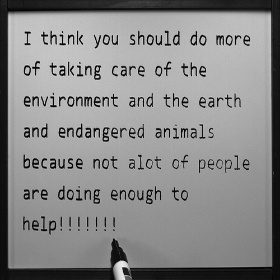 I think you should do more
of taking care of the
environment and the earth
and endangered animals
because not alot of people
are doing enough to
help!!!!!!!